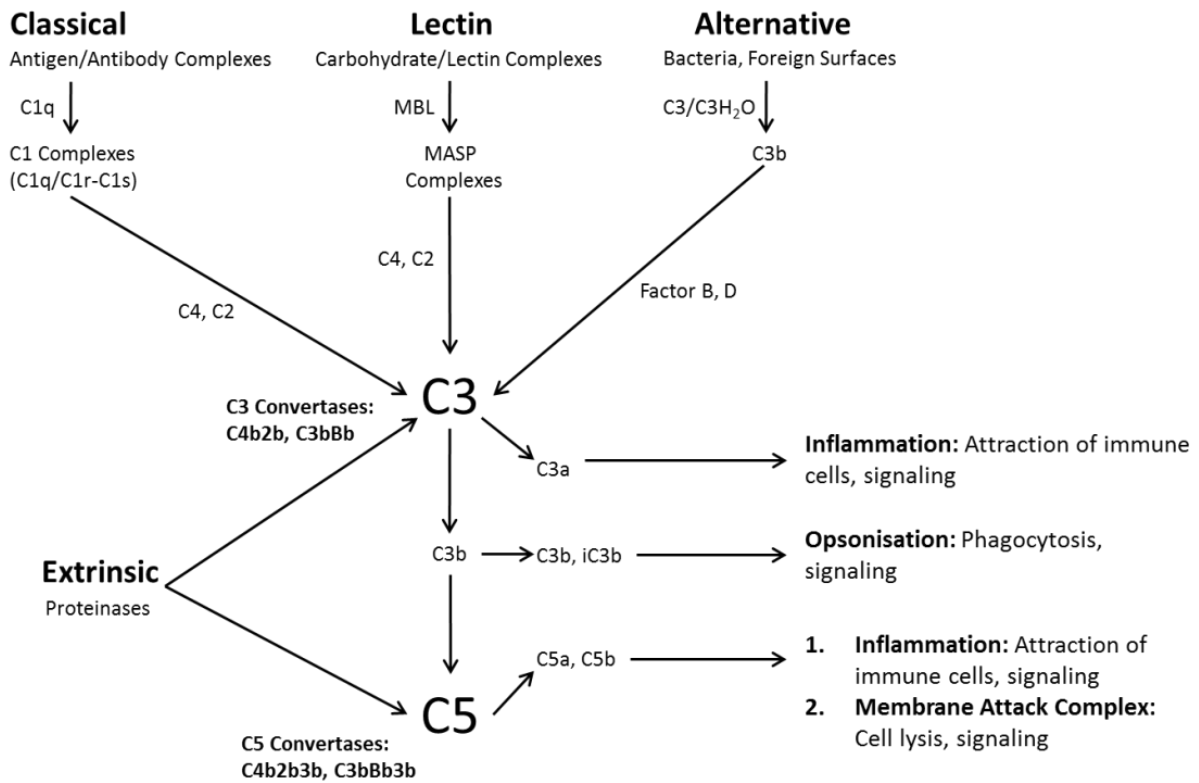 Classical
Antigen/Antibody Complexes
C1q
C1 Complexes
(C1q/C1r-C1s)
C4, C2
Lectin
Carbohydrate/Lectin Complexes
MBL
MASP
Complexes
C4, C2
Alternative
Bacteria, Foreign Surfaces
C3/C3H₂O
C3b
Factor B, D
C3
C3 Convertases:
C4b2b, C3bBb
C3a
Inflammation: Attraction of immune
cells, signaling
C3b
C3b, iC3b
Opsonisation: Phagocytosis,
signaling
Extrinsic
Proteinases
C5a, C5b
1. Inflammation: Attraction of
immune cells, signaling
2. Membrane Attack Complex:
Cell lysis, signaling
C5
C5 Convertases:
C4b2b3b, C3bBb3b